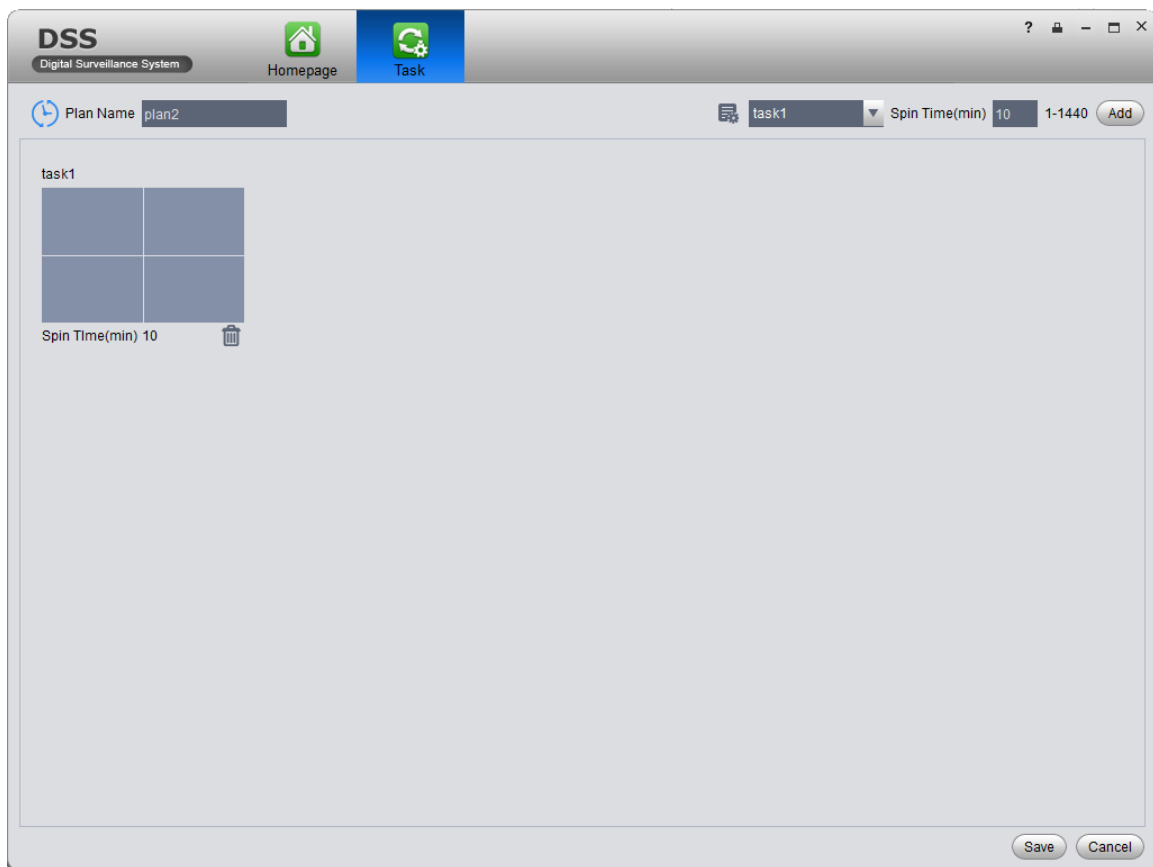 DSS
Digital Surveillance System
Homepage
Task
?
Plan Name plan2
task1 Spin Time(min) 10 1-1440 Add
task1
Spin TIme(min) 10
Save Cancel